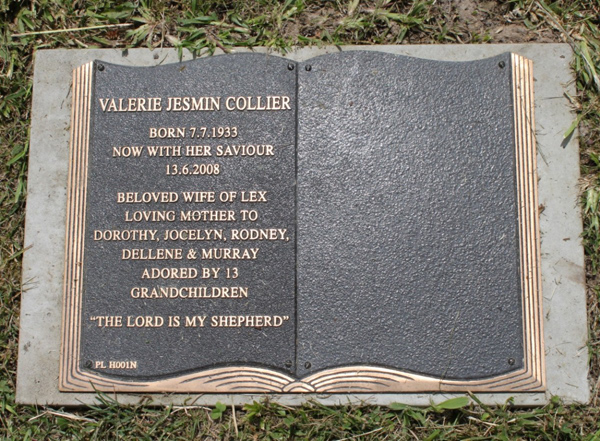 VALERIE JESMIN COLLIER
BORN 7.7.1933
NOW WITH HER SAVIOUR
13.6.2008
BELOVED WIFE OF LEX
LOVING MOTHER TO
DOROTHY, JOCELYN, RODNEY,
DELLENE & MURRAY
ADORED BY 13
GRANDCHILDREN
"THE LORD IS MY SHEPHERD"
PL H001N